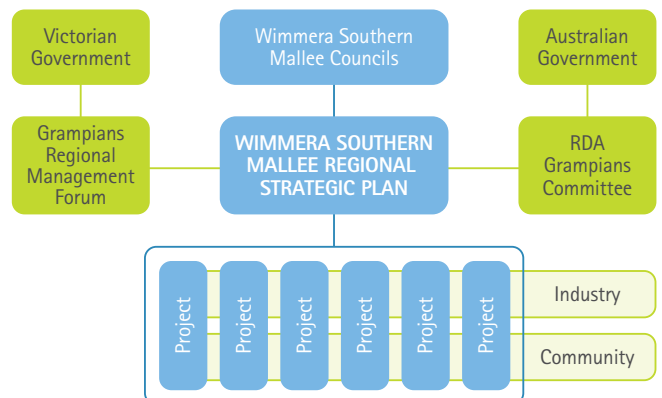 Victorian
Government
Wimmera Southern
Mallee Councils
Australian
Government
Grampians
Regional
Management
Forum
WIMMERA SOUTHERN
MALLEE REGIONAL
STRATEGIC PLAN
RDA
Grampians
Committee
Project
Project
Project
Project
Project
Project
Industry
Community